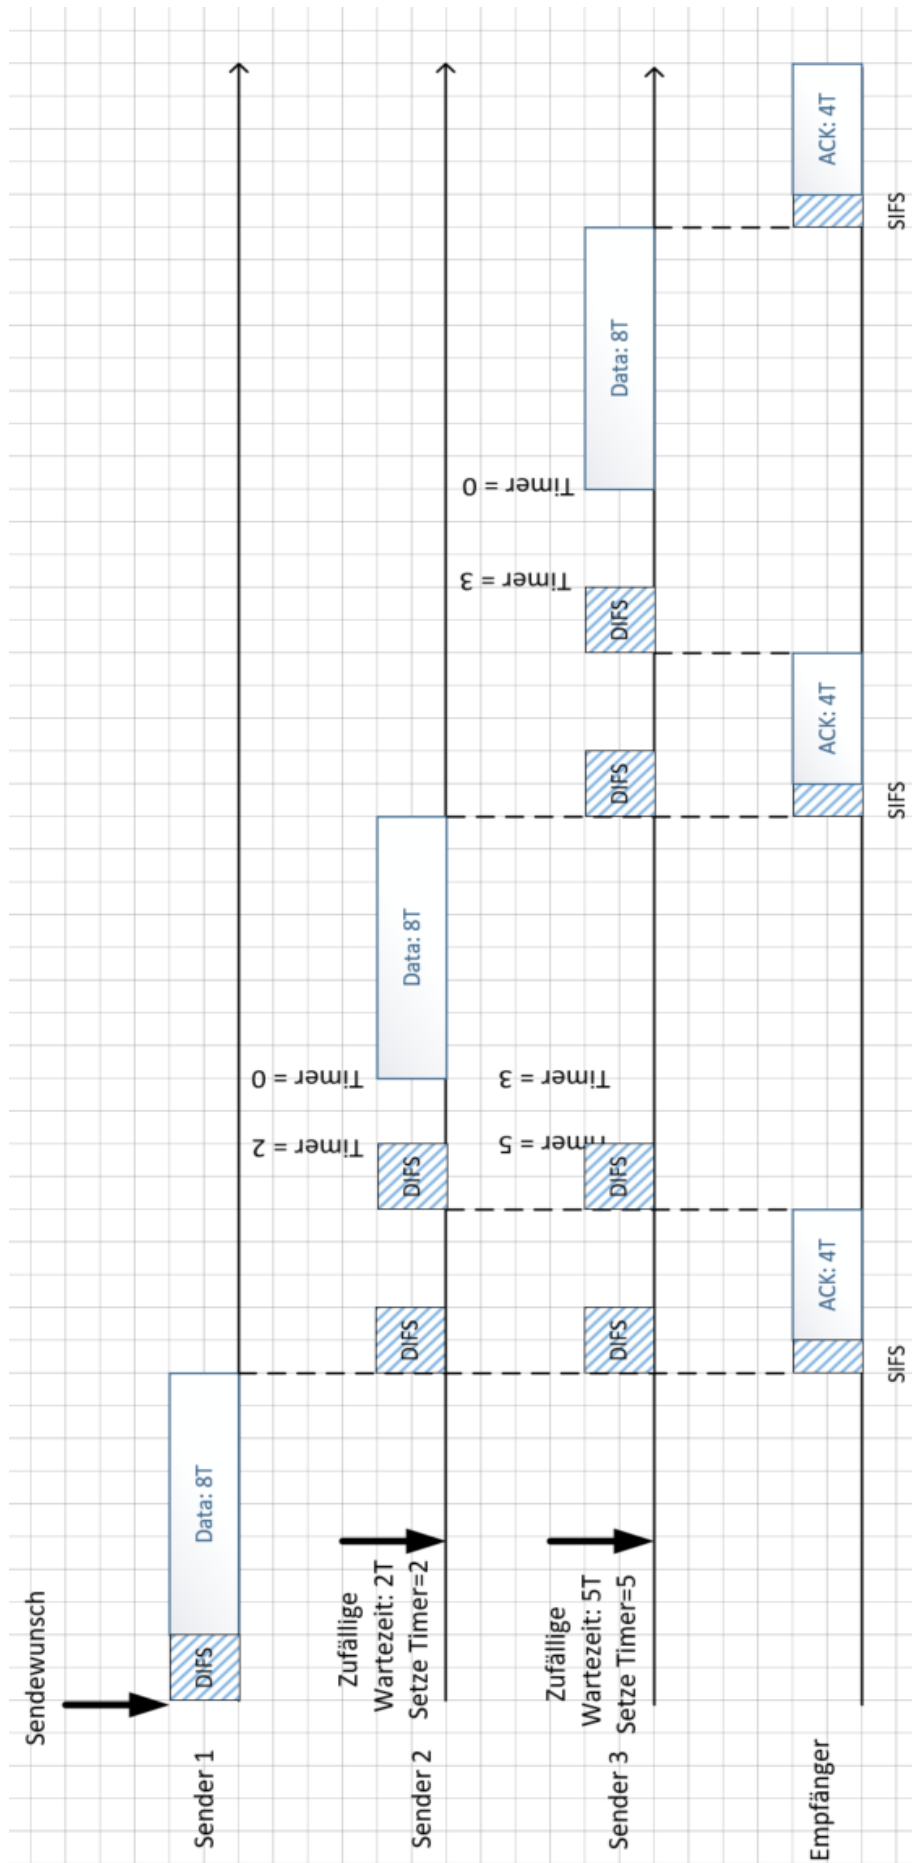 Sendewunsch
Sender 1
DIFS
Data: 8T
Zufällige
Wartezeit: 2T
Setze Timer=2
Sender 2
DIFS
DIFS
Timer = 2
Timer = 0
Data: 8T
Zufällige
Wartezeit: 5T
Setze Timer=5
Sender 3
DIFS
DIFS
Timer = 5
Timer = 3
DIFS
DIFS
Timer = 3
Timer = 0
Data: 8T
Empfänger
SIFS
ACK: 4T
SIFS
ACK: 4T
SIFS
ACK: 4T